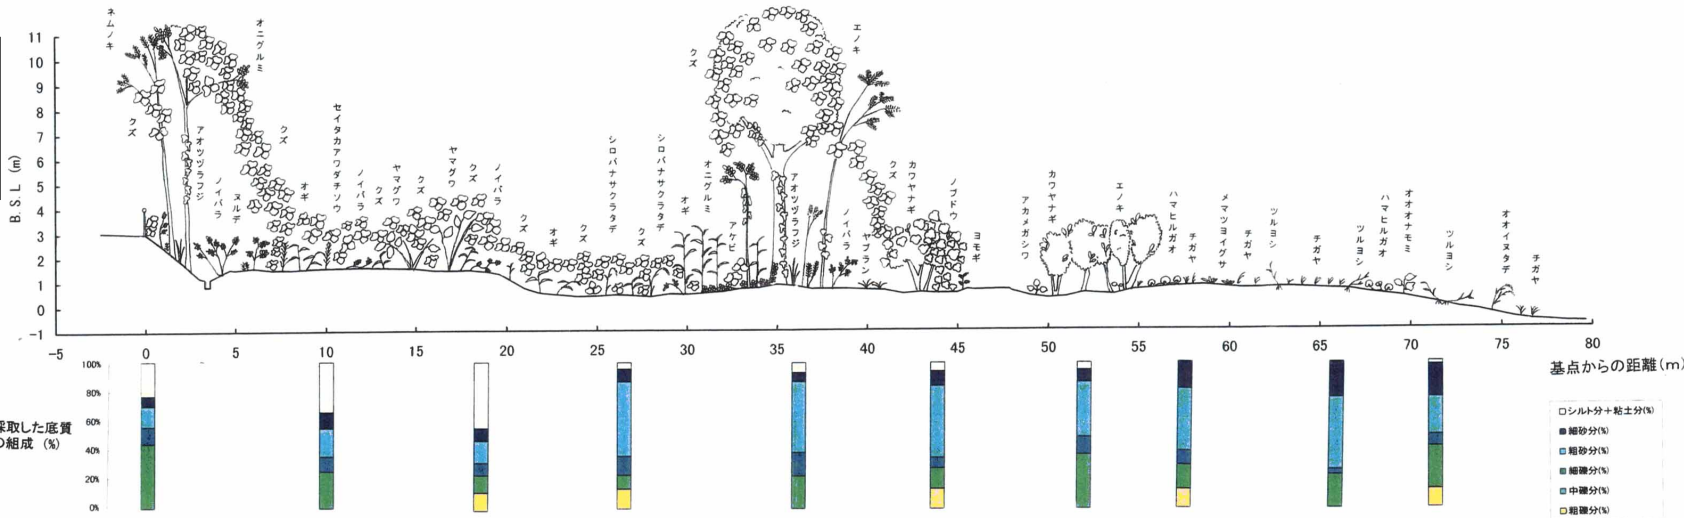 ネムノキ
オニグルミ
クズ
アオツヅラフジ
ノイバラ
ヌルデ
クズ
オギ
セイタカアワダチソウ
ノイバラ
クズ
ヤマグワ
クズ
ヤマグワ
クズ
ノイバラ
クズ
オギ
クズ
シロバナサクラタデ
クズ
シロバナサクラタデ
オギ
オニグルミ
アケビ
クズ
アオツヅラフジ
エノキ
ノイバラ
ヤブラン
クズ
カワヤナギ
ノブドウ
ヨモギ
アカメガシワ
カワヤナギ
エノキ
ハマヒルガオ
チガヤ
メマツヨイグサ
チガヤ
ツルヨシ
チガヤ
ツルヨシ
ハマヒルガオ
オオオナモミ
ツルヨシ
オオイヌタデ
チガヤ
B.S.L (m)
11
10
9
8
7
6
5
4
3
2
1
0
-1
-5 0 5 10 15 20 25 30 35 40 45 50 55 60 65 70 75 80
基点からの距離(m)
100%
80%
60%
40%
20%
0%
採取した底質
の組成 (%)
シルト分+粘土分(%)
細砂分(%)
粗砂分(%)
細礫分(%)
中礫分(%)
粗礫分(%)